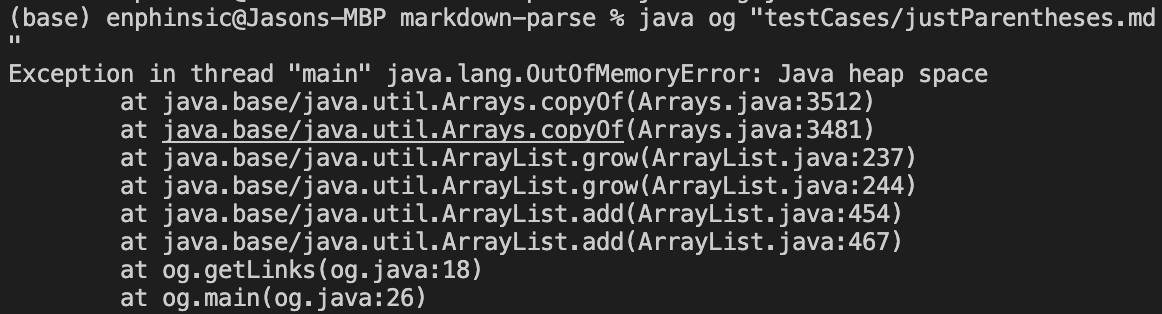 (base) enphinsic@Jasons-MBP markdown-parse % java og "testCases/justParentheses.md
"
Exception in thread "main" java.lang.OutOfMemoryError: Java heap space
        at java.base/java.util.Arrays.copyOf(Arrays.java:3512)
        at java.base/java.util.Arrays.copyOf(Arrays.java:3481)
        at java.base/java.util.ArrayList.grow(ArrayList.java:237)
        at java.base/java.util.ArrayList.grow(ArrayList.java:244)
        at java.base/java.util.ArrayList.add(ArrayList.java:454)
        at java.base/java.util.ArrayList.add(ArrayList.java:467)
        at og.getLinks(og.java:18)
        at og.main(og.java:26)